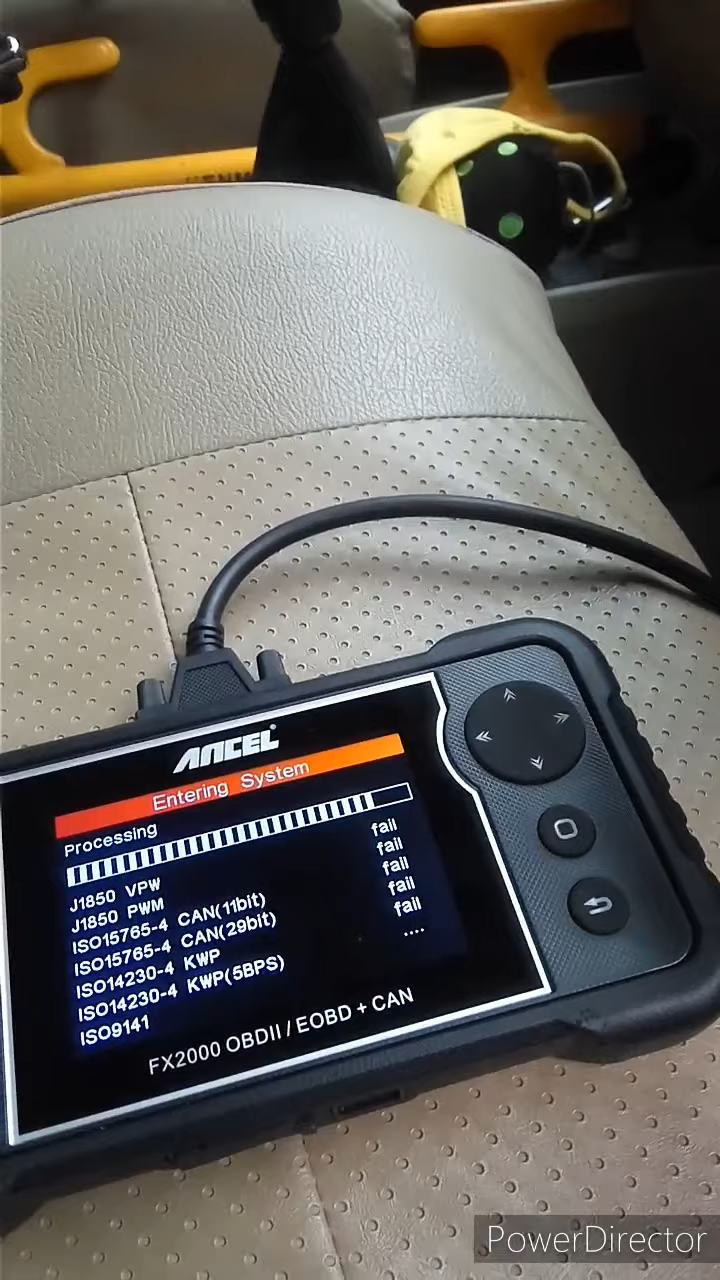 ANCEL
Entering System
Processing
J1850 VPW fail
J1850 PWM fail
ISO15765-4 CAN(11bit) fail
ISO15765-4 CAN(29bit) fail
ISO14230-4 KWP fail
ISO14230-4 KWP(5BPS) ....
ISO9141
FX2000 OBDII / EOBD + CAN
PowerDirector